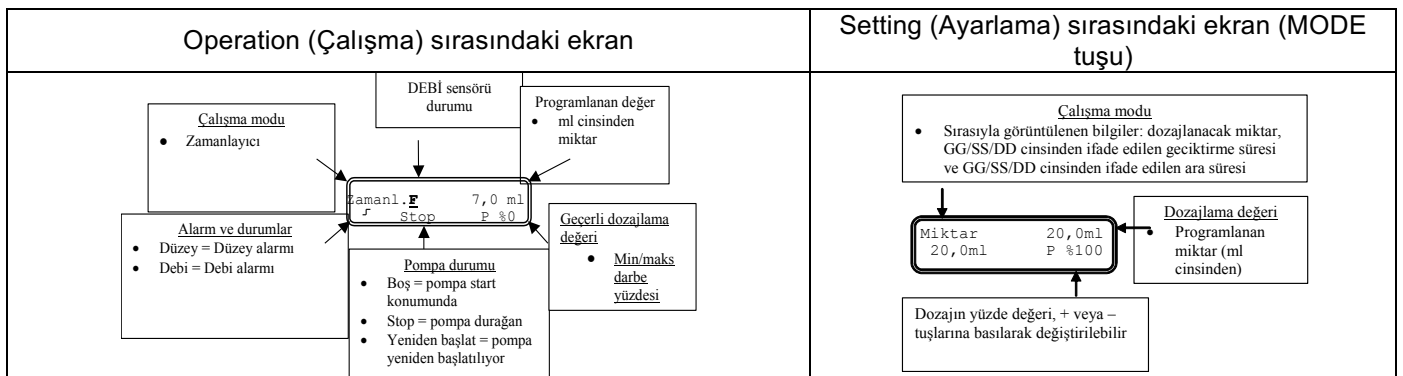 Operation (Çalışma) sırasındaki ekran
Setting (Ayarlama) sırasındaki ekran (MODE
tuşu)
DEBİ sensörü
durumu
Çalışma modu
• Zamanlayıcı
Programlanan değer
• ml cinsinden
miktar
Zamanl.F 7,0 ml
Stop P %0
Alarm ve durumlar
• Düzey = Düzey alarmı
• Debi = Debi alarmı
Pompa durumu
• Boş = pompa start
konumunda
• Stop = pompa durağan
• Yeniden başlat = pompa
yeniden başlatılıyor
Geçerli dozajlama
değeri
• Min/maks
darbe
yüzdesi
Çalışma modu
• Sırasıyla görüntülenen bilgiler: dozajlanacak miktar,
GG/SS/DD cinsinden ifade edilen geciktirme süresi
ve GG/SS/DD cinsinden ifade edilen ara süresi
Miktar 20,0ml
20,0ml P %100
Dozajlama değeri
• Programlanan
miktar (ml
cinsinden)
Dozajın yüzde değeri, + veya –
tuşlarına basılarak değiştirilebilir